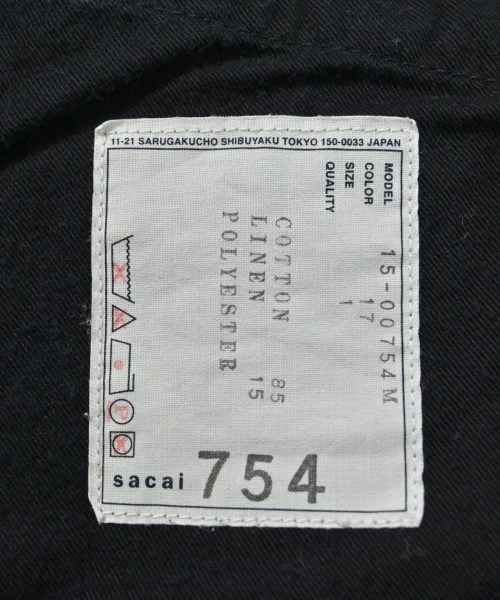 11-21 SARUGAKUCHO SHIBUYAKU TOKYO 150-0033 JAPAN
MODEL 15-00754M
COLOR 17
SIZE 1
QUALITY
COTTON 85
LINEN 15
POLYESTER
P
sacai 754